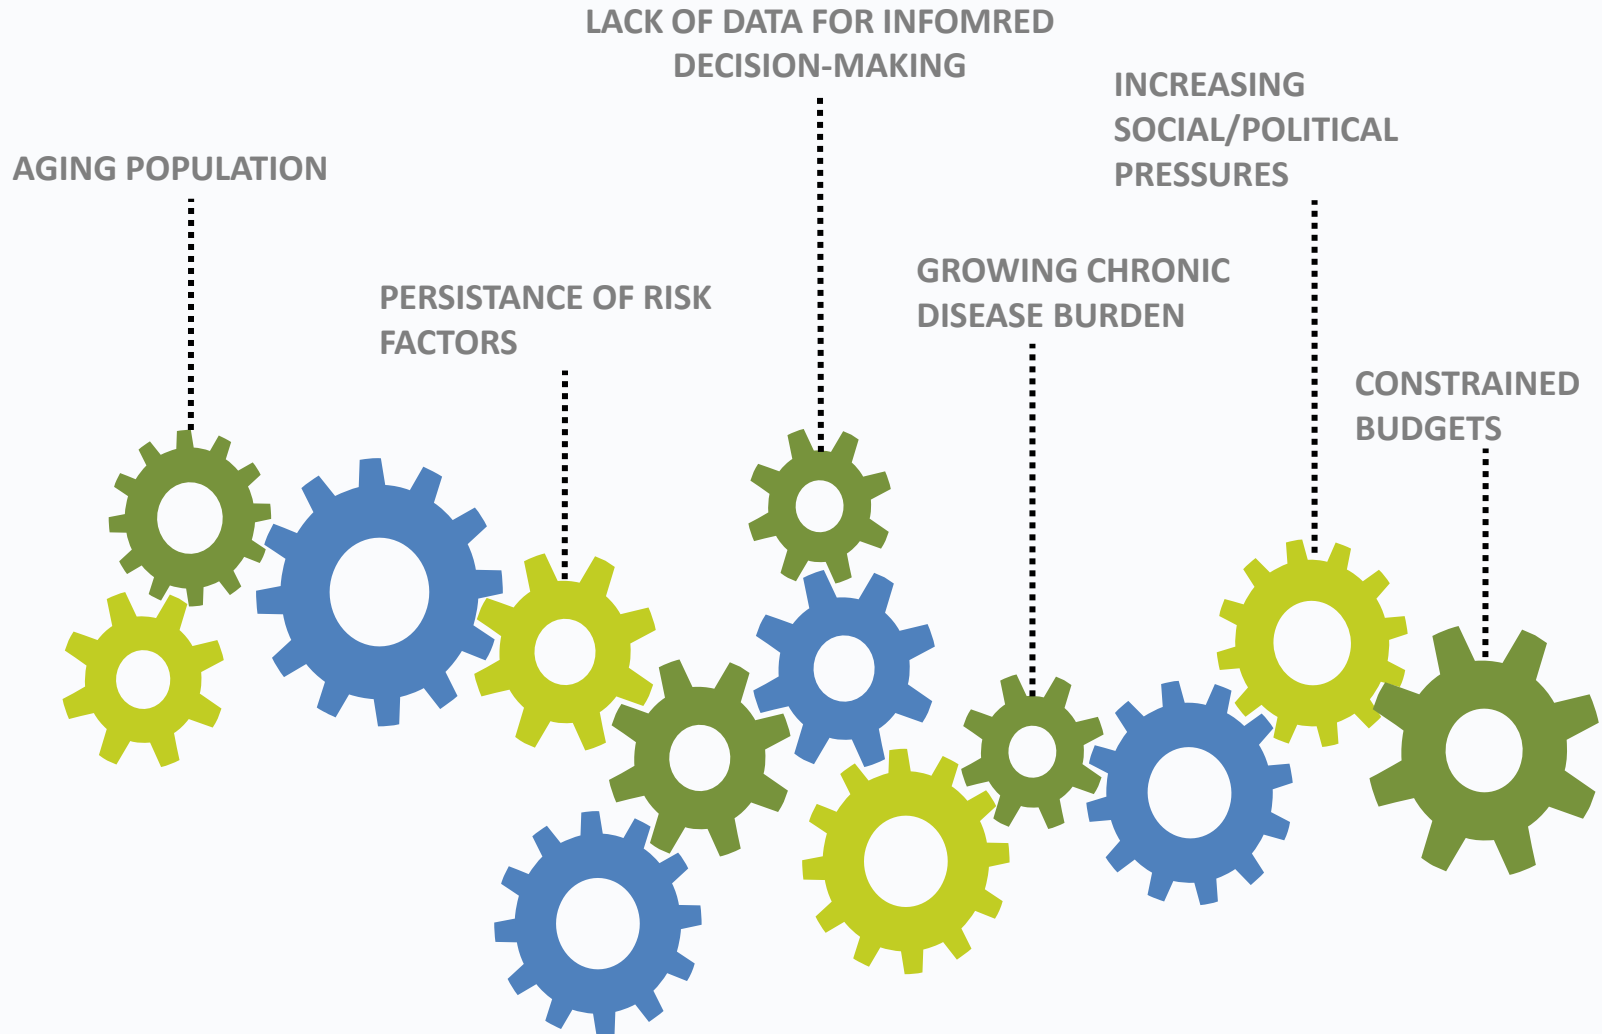 LACK OF DATA FOR INFOMRED
DECISION-MAKING
INCREASING
SOCIAL/POLITICAL
PRESSURES
AGING POPULATION
GROWING CHRONIC
DISEASE BURDEN
PERSISTANCE OF RISK
FACTORS
CONSTRAINED
BUDGETS